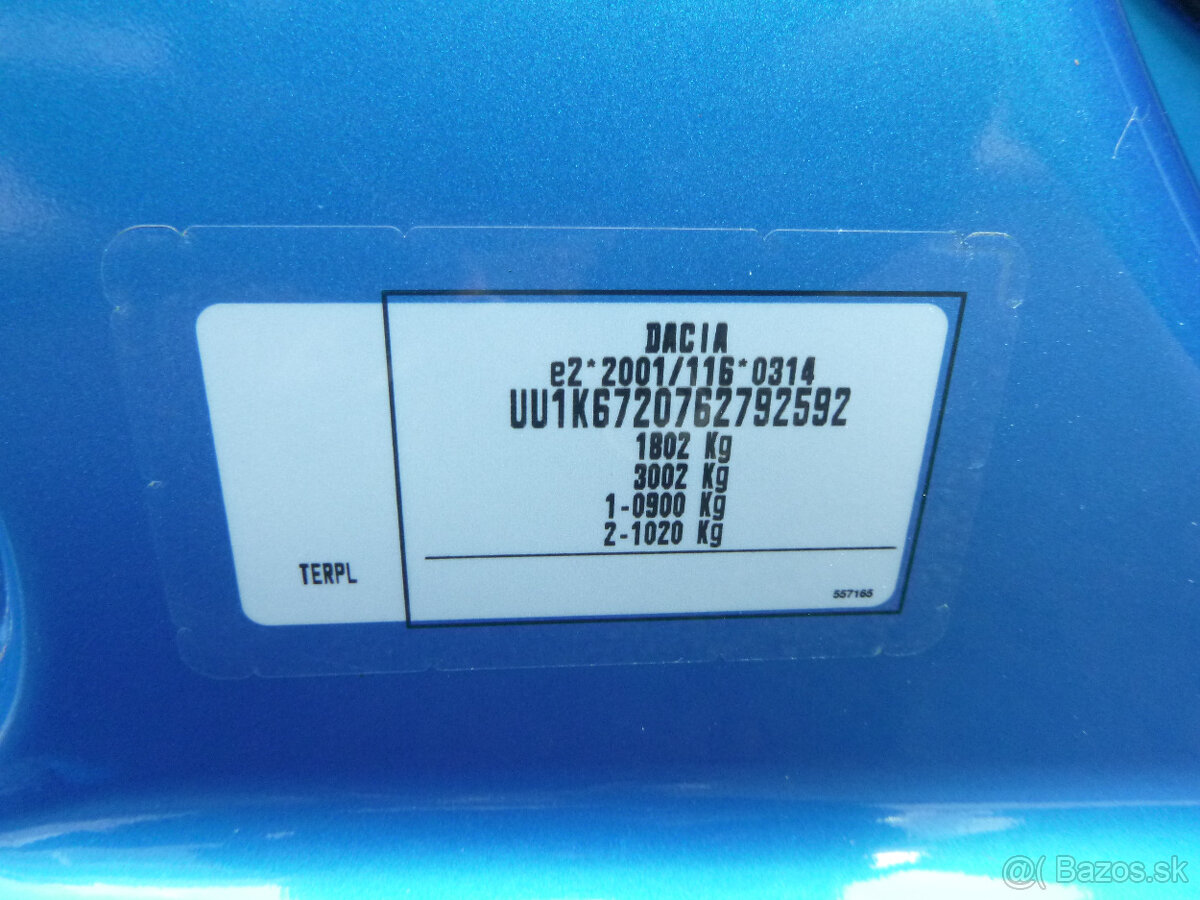 DACIA
e2*2001/116*0314
UU1K6720762792592
1802 Kg
3002 Kg
1-0900 Kg
2-1020 Kg
TERPL
557165
@( Bazos.sk